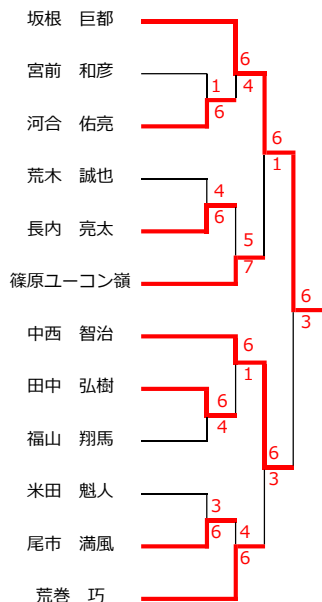 坂根　巨都
6
宮前　和彦
4
1
6
河合　佑亮
6
1
荒木　誠也
4
6
長内　亮太
5
7
篠原ユーコン嶺
6
3
中西　智治
6
1
田中　弘樹
6
4
福山　翔馬
6
3
米田　魁人
3
6
尾市　満風
4
6
荒巻　巧